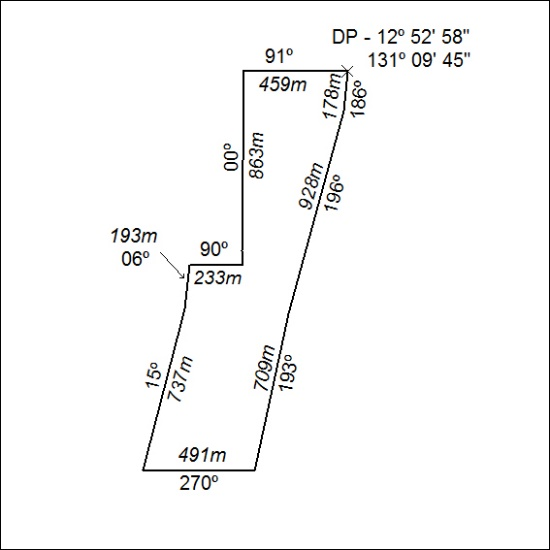 DP - 12º 52' 58"
131º 09' 45"
91º
459m
178m
186º
00º
863m
928m
196º
193m
06º
90º
233m
15º
737m
709m
193º
491m
270º